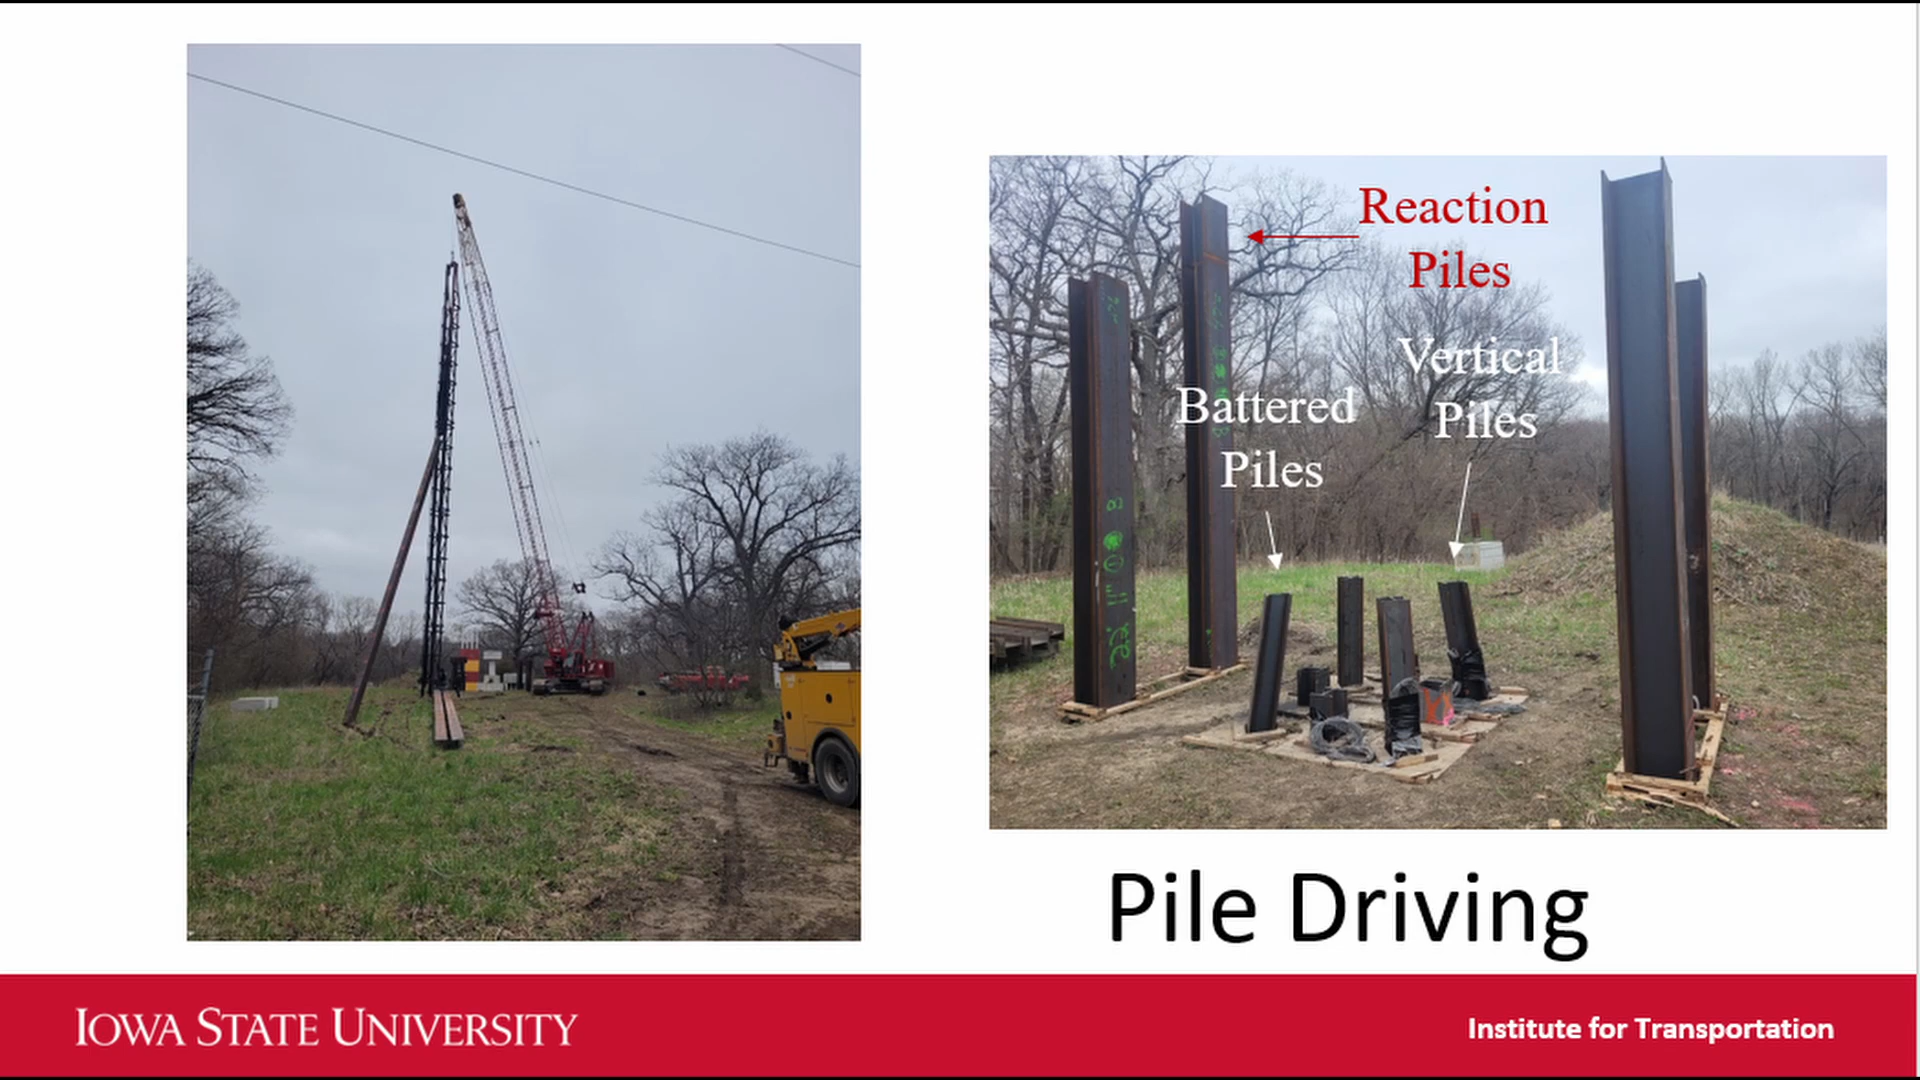 Reaction
Piles
Vertical
Piles
Battered
Piles
Pile Driving
IOWA STATE UNIVERSITY
Institute for Transportation